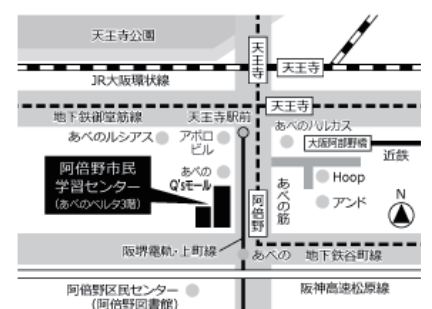 天王寺公園
天王寺
天王寺
JR大阪環状線
天王寺
地下鉄御堂筋線
天王寺駅前
あべのルシアス
アポロ
ビル
あべのハルカス
大阪阿部野橋
近鉄
阿倍野市民
学習センター
(あべのベルタ3階)
あべの
Q'sモール
阿倍野
あべの筋
Hoop
アンド
N
阪堺電軌・上町線
あべの
地下鉄谷町線
阿倍野区民センター
(阿倍野図書館)
阪神高速松原線